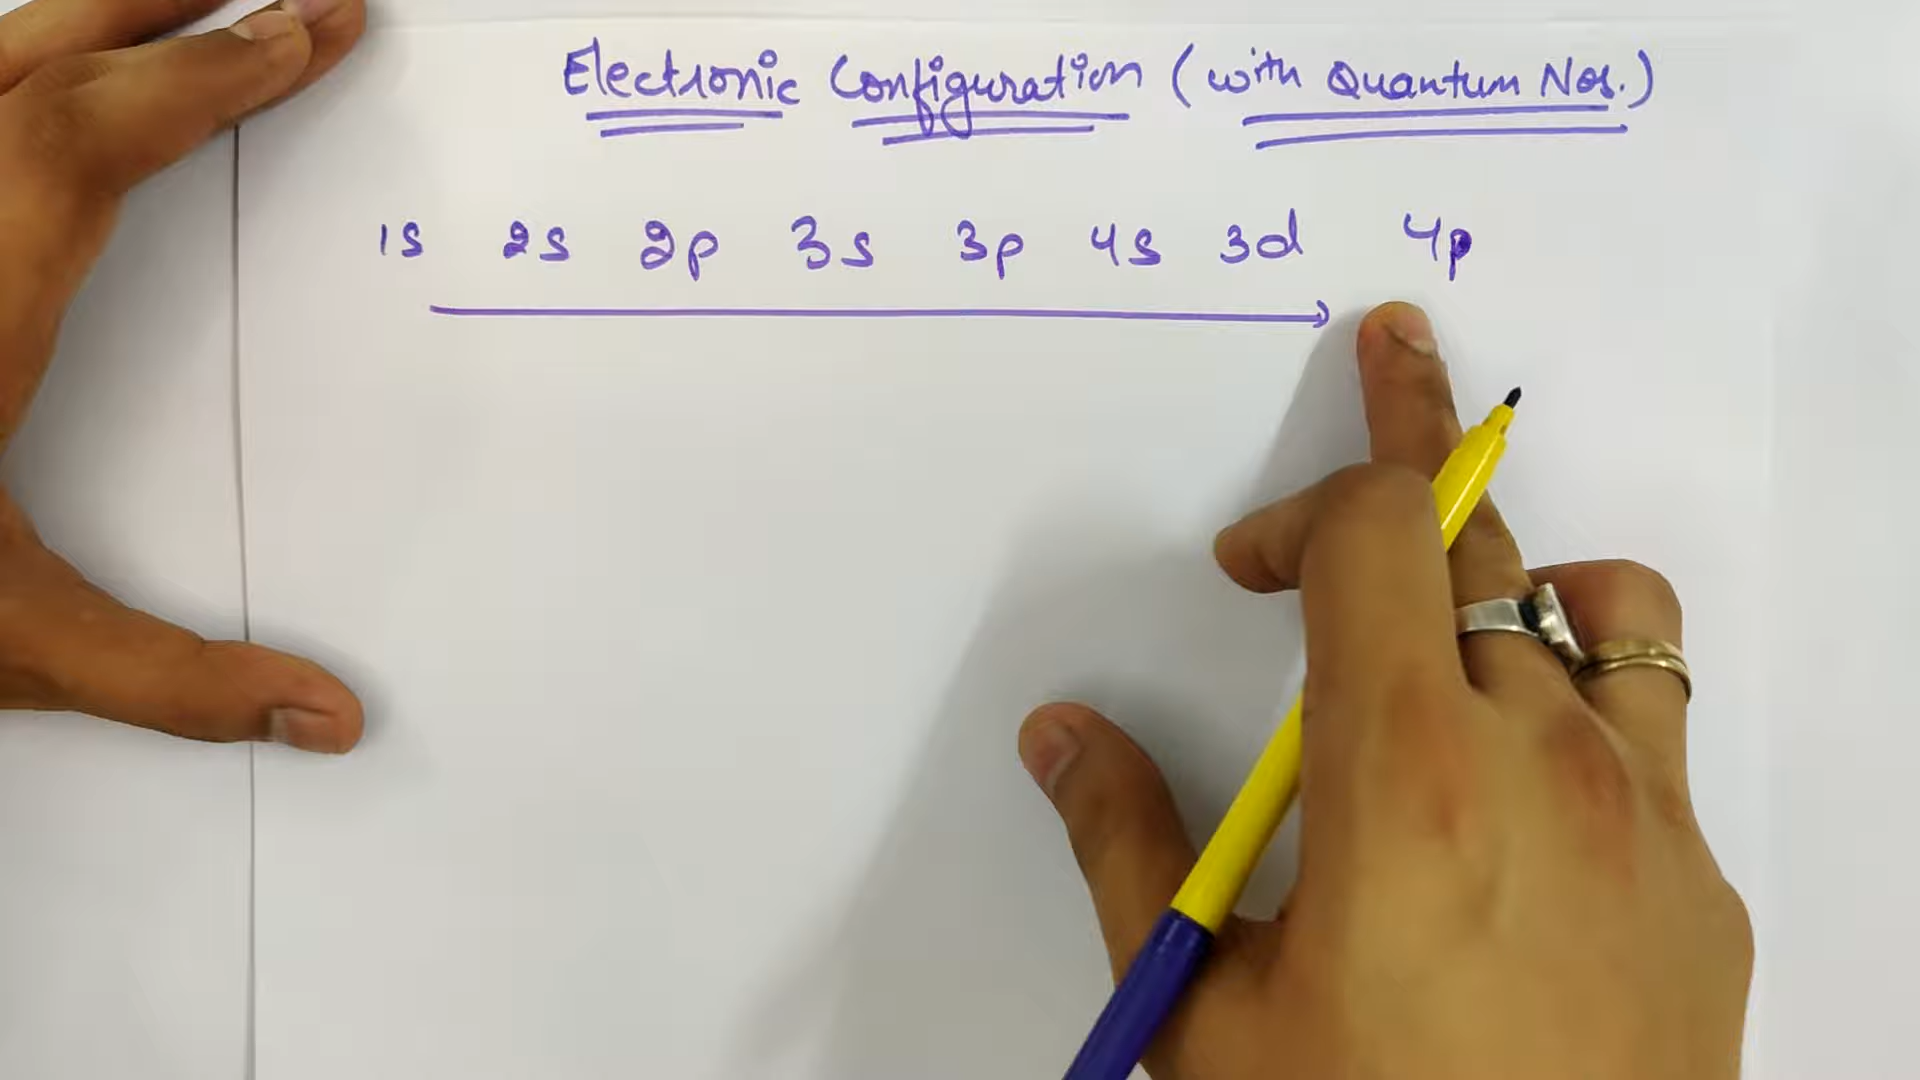 Electronic Configuration (with Quantum Nos.)
1s 2s 2p 3s 3p 4s 3d 4p